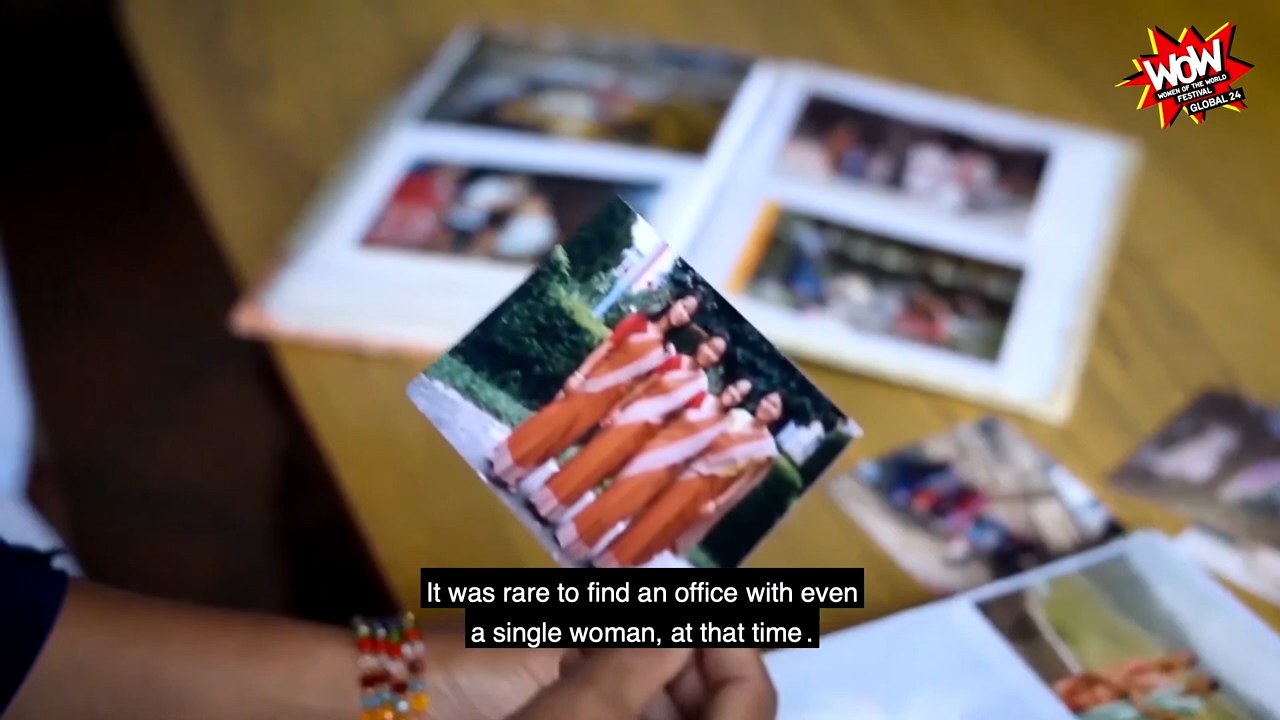 WOW
WOMEN OF THE WORLD
FESTIVAL
GLOBAL 24
It was rare to find an office with even
a single woman, at that time.